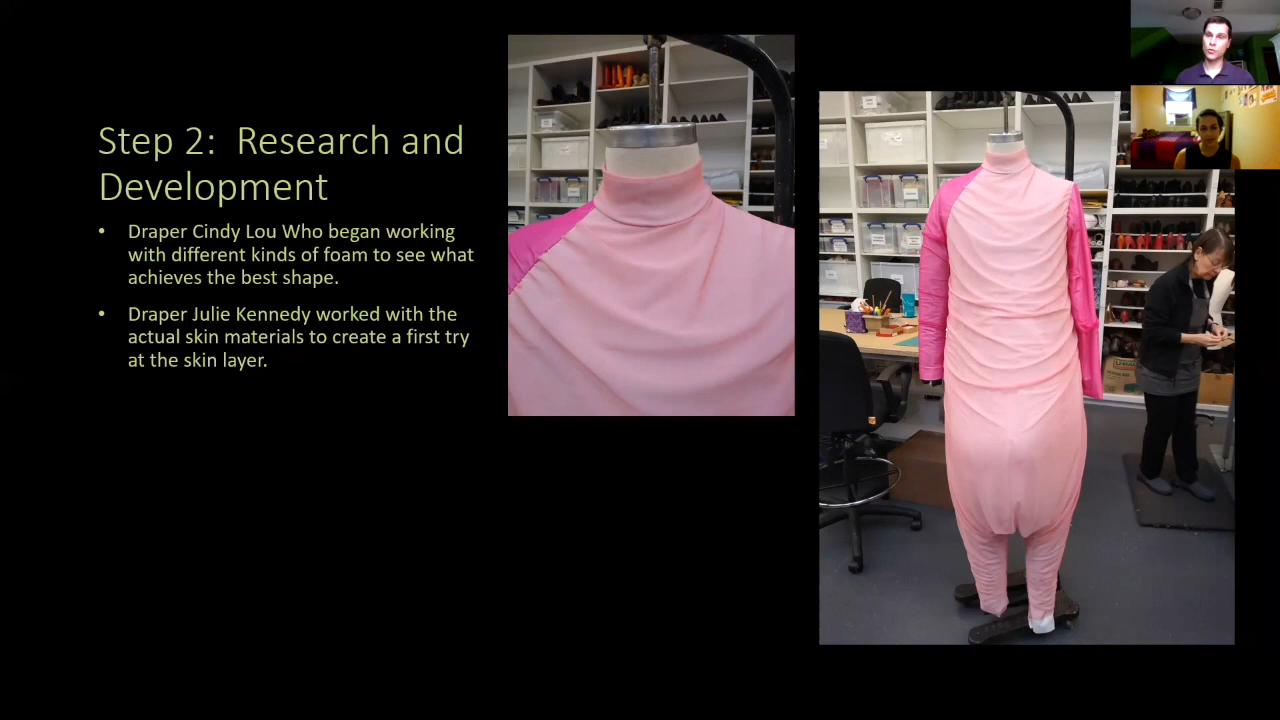 Step 2:  Research and
Development
• Draper Cindy Lou Who began working
with different kinds of foam to see what
achieves the best shape.
• Draper Julie Kennedy worked with the
actual skin materials to create a first try
at the skin layer.